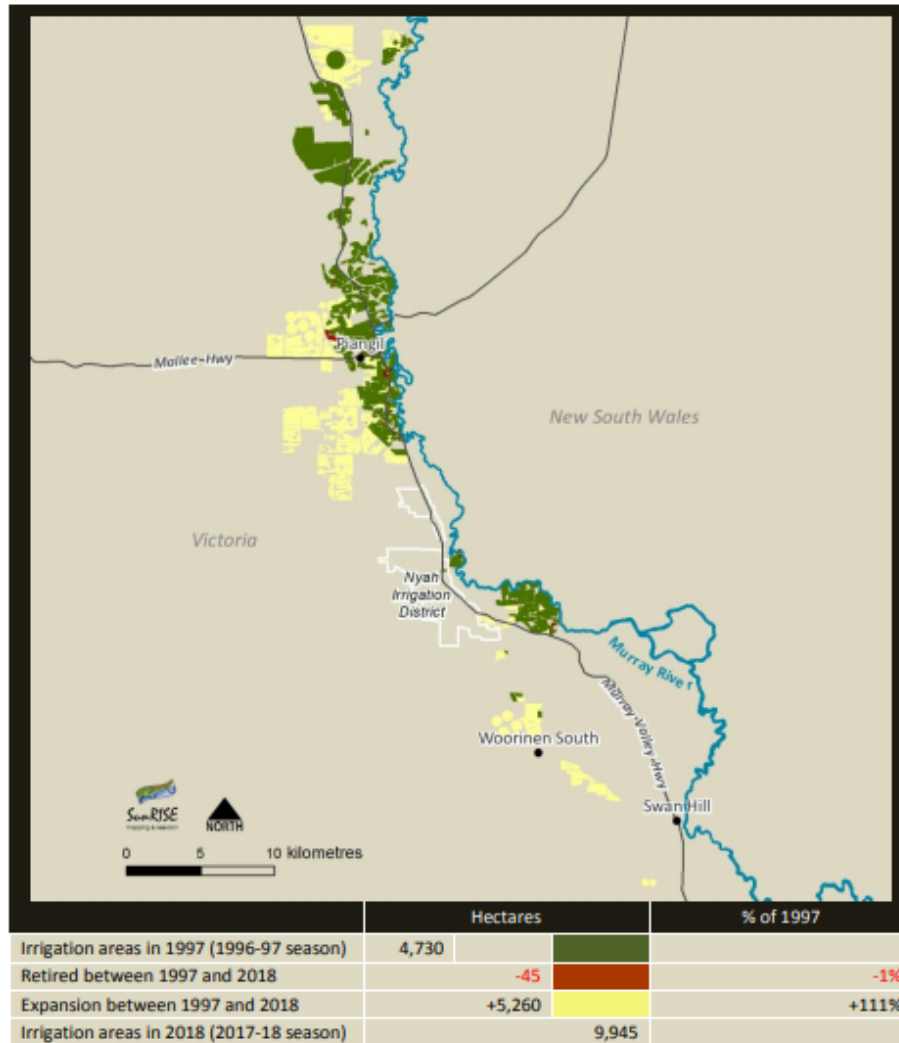 Piangil
Mallee-Hwy
New South Wales
Victoria
Nyah
Irrigation
District
Murray River
Murray-Valley-Hwy
Woorinen South
Swan Hill
SunRISE
mapping & research
NORTH
0 5 10 kilometres
Hectares % of 1997
Irrigation areas in 1997 (1996-97 season) 4,730
Retired between 1997 and 2018 -45 -1%
Expansion between 1997 and 2018 +5,260 +111%
Irrigation areas in 2018 (2017-18 season) 9,945